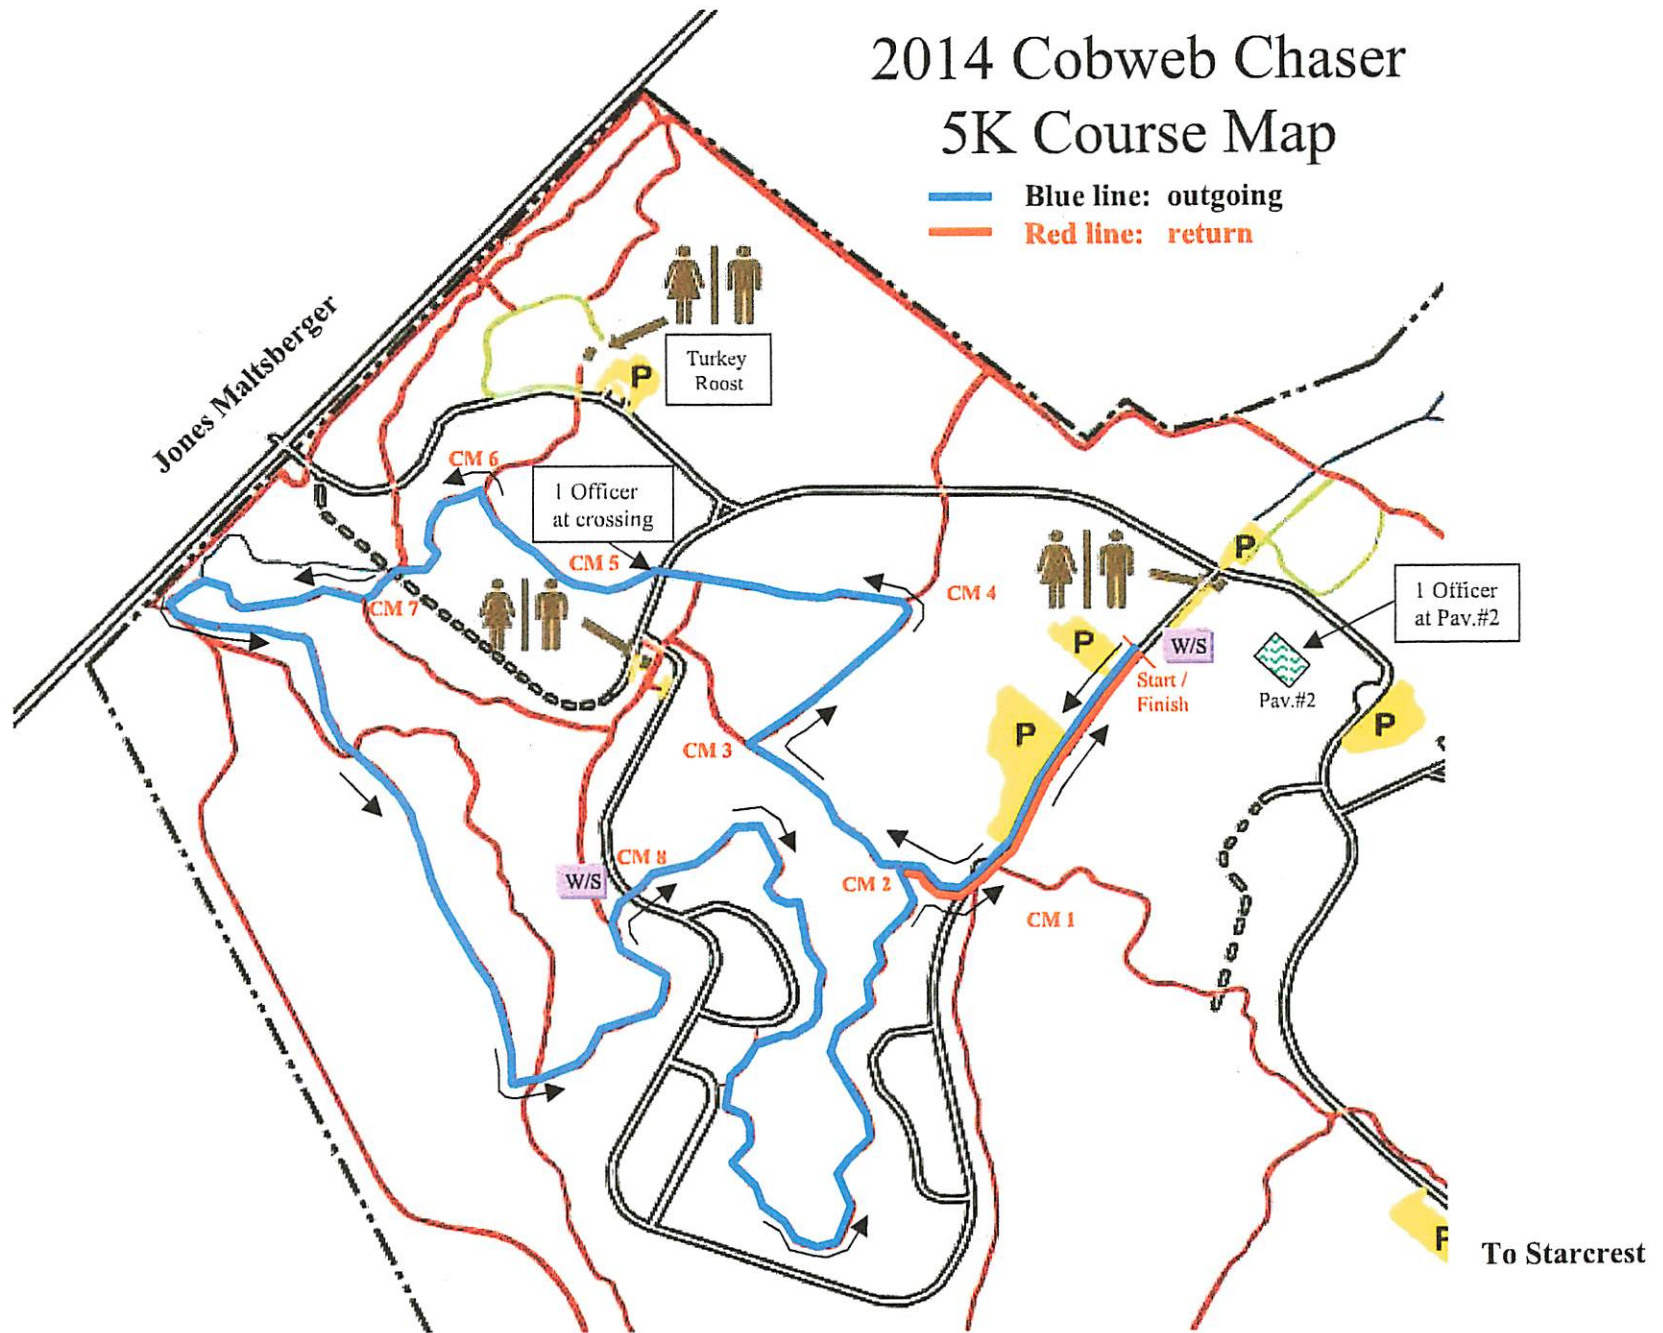 2014 Cobweb Chaser
5K Course Map
Blue line: outgoing
Red line: return
Jones Maltsberger
Turkey
Roost
P
CM 6
1 Officer
at crossing
CM 5
CM 4
P
1 Officer
at Pav.#2
CM 7
P
W/S
Start /
Finish
Pav.#2
P
P
CM 3
CM 8
W/S
CM 2
CM 1
P
To Starcrest